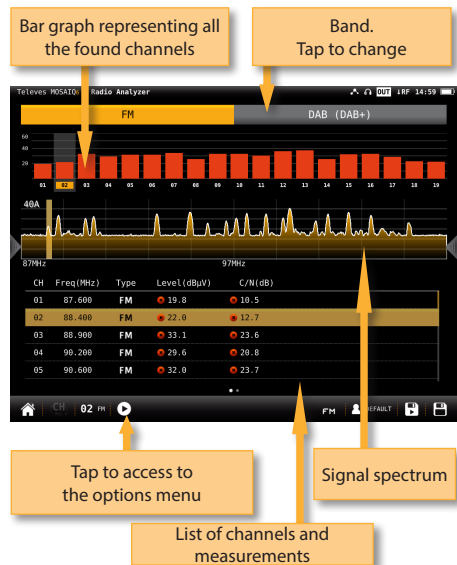 Bar graph representing all
the found channels
Band.
Tap to change
Televes MOSAIQ6 Radio Analyzer
OUT ↓RF 14:59
FM DAB (DAB+)
60
40
20
01 02 03 04 05 06 07 08 09 10 11 12 13 14 15 16 17 18 19
40A
87MHz 97MHz
CH Freq(MHz) Type Level(dBµV) C/N(dB)
01 87.600 FM 19.8 10.5
02 88.400 FM 22.0 12.7
03 88.900 FM 33.1 23.6
04 90.200 FM 29.6 20.8
05 90.600 FM 32.0 23.7
CH 02 FM FM DEFAULT
Tap to access to
the options menu
Signal spectrum
List of channels and
measurements